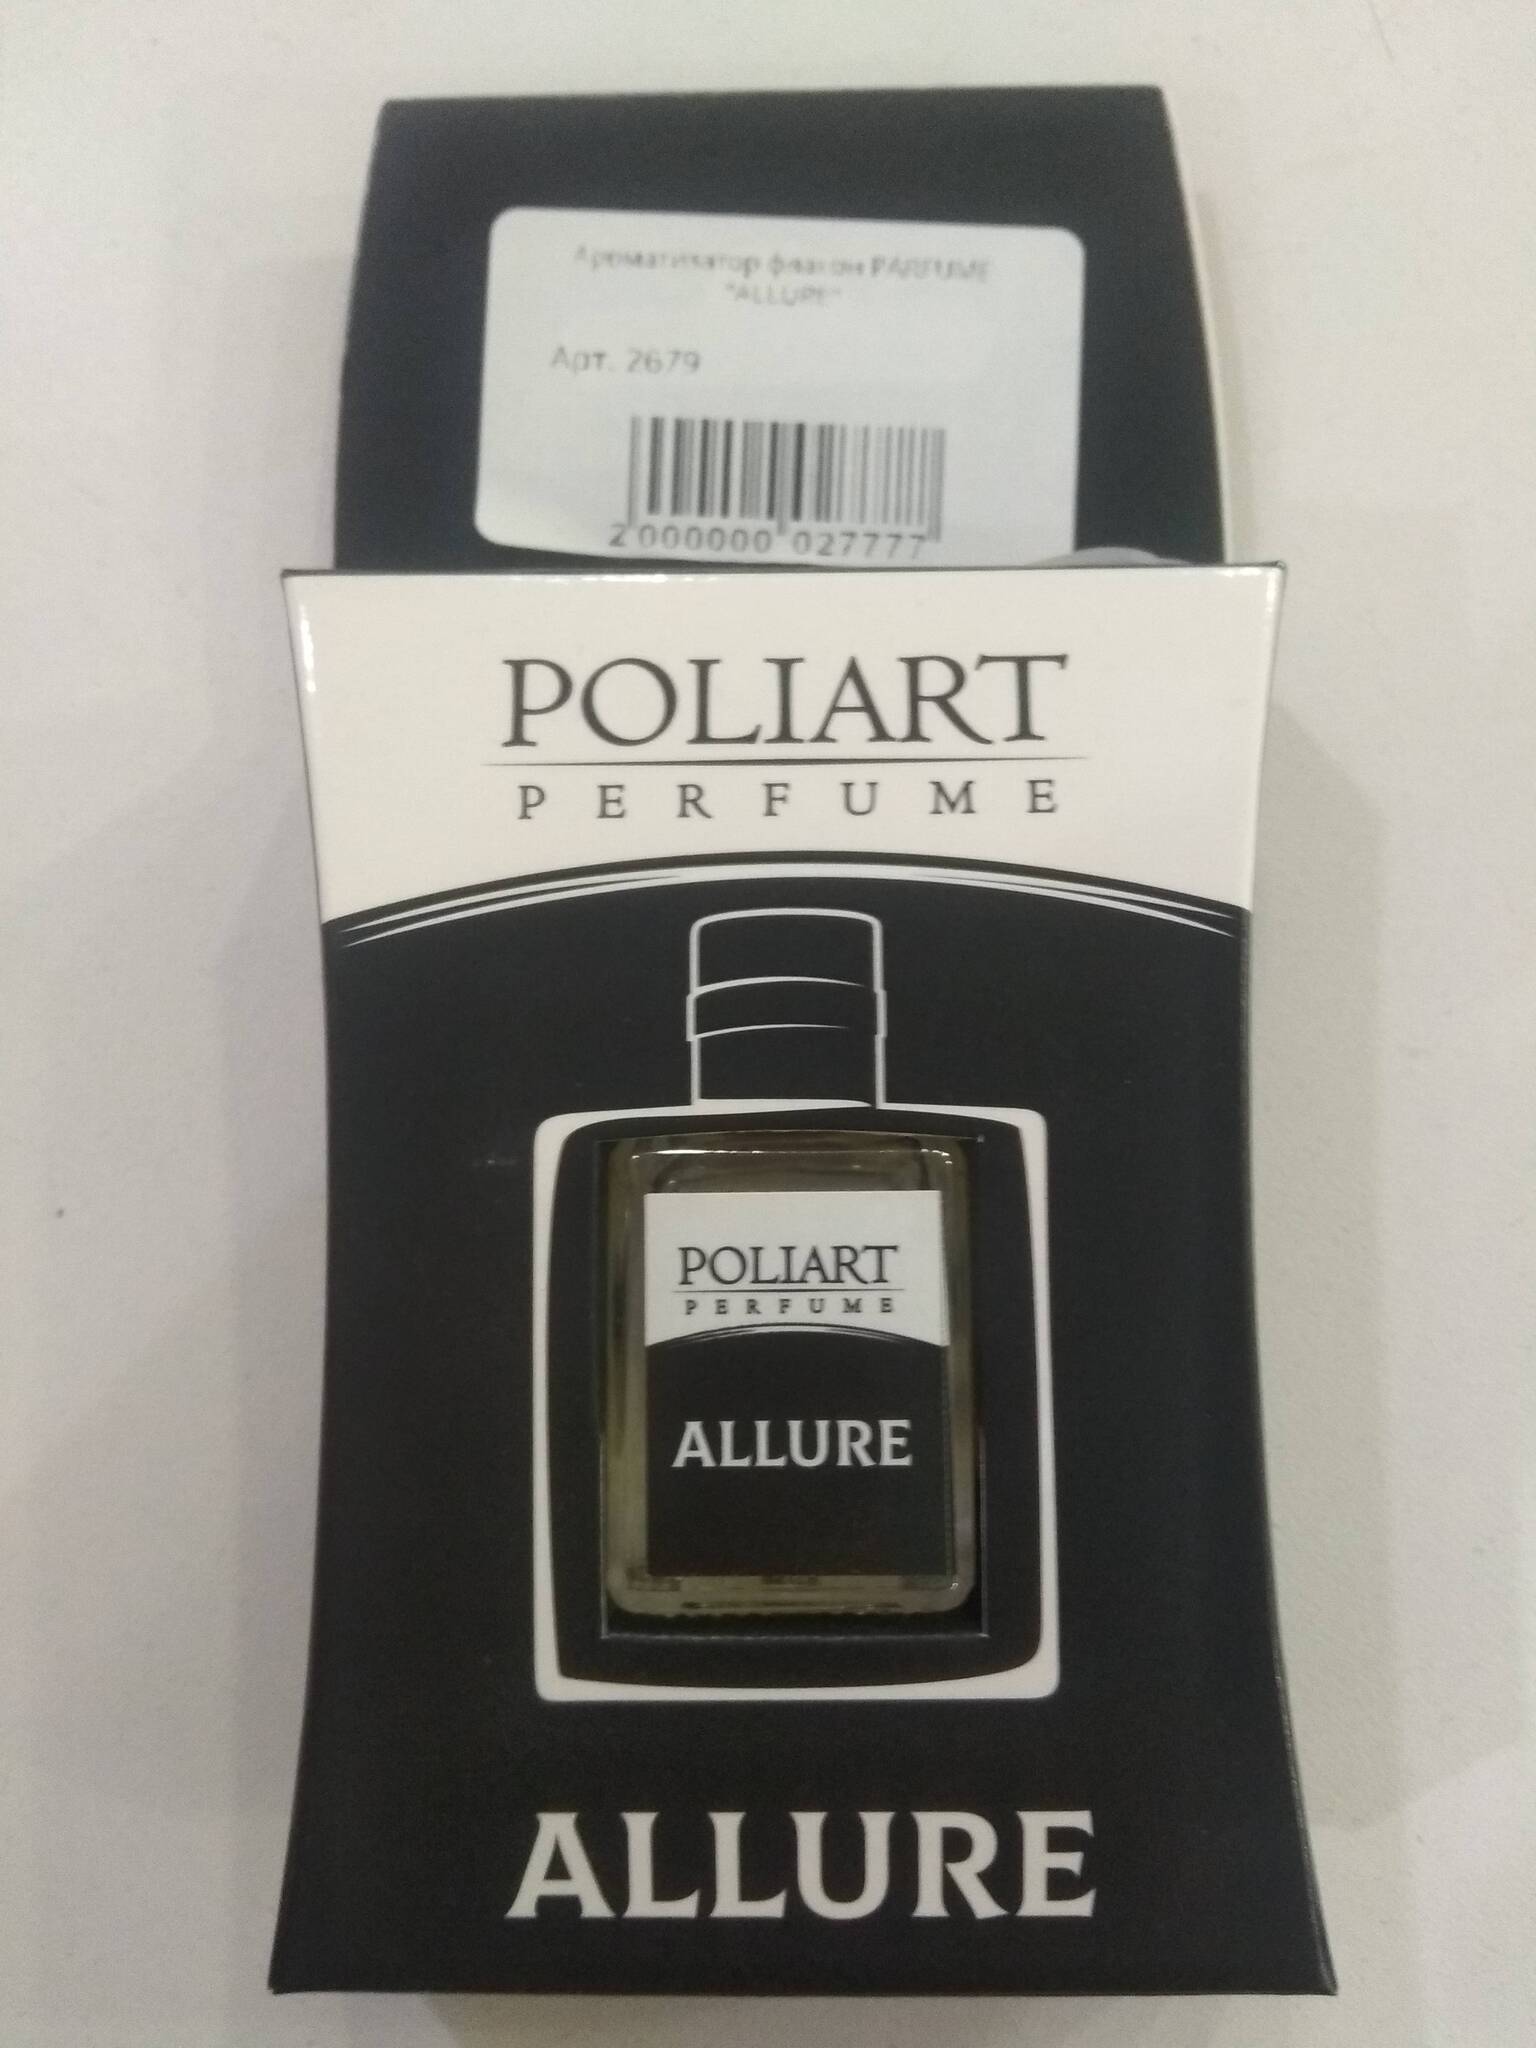 Ароматизатор флакон PARFUME
"ALLURE"
Арт. 2679
2 000000 027777
POLIART
PERFUME
POLIART
PERFUME
ALLURE
ALLURE